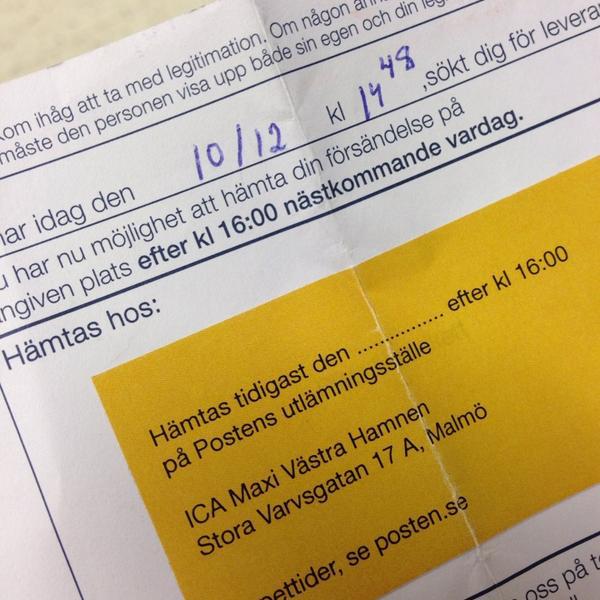 kom ihåg att ta med legitimation. Om någon
måste den personen visa upp både sin egen och din
har idag den 10/12 kl 14 48 ,sökt dig för
har nu möjlighet att hämta din försändelse på
angiven plats efter kl 16:00 nästkommande vardag.
Hämtas hos:
Hämtas tidigast den ................ efter kl 16:00
på Postens utlämningsställe
ICA Maxi Västra Hamnen
Stora Varvsgatan 17 A, Malmö
pettider, se posten.se
oss på